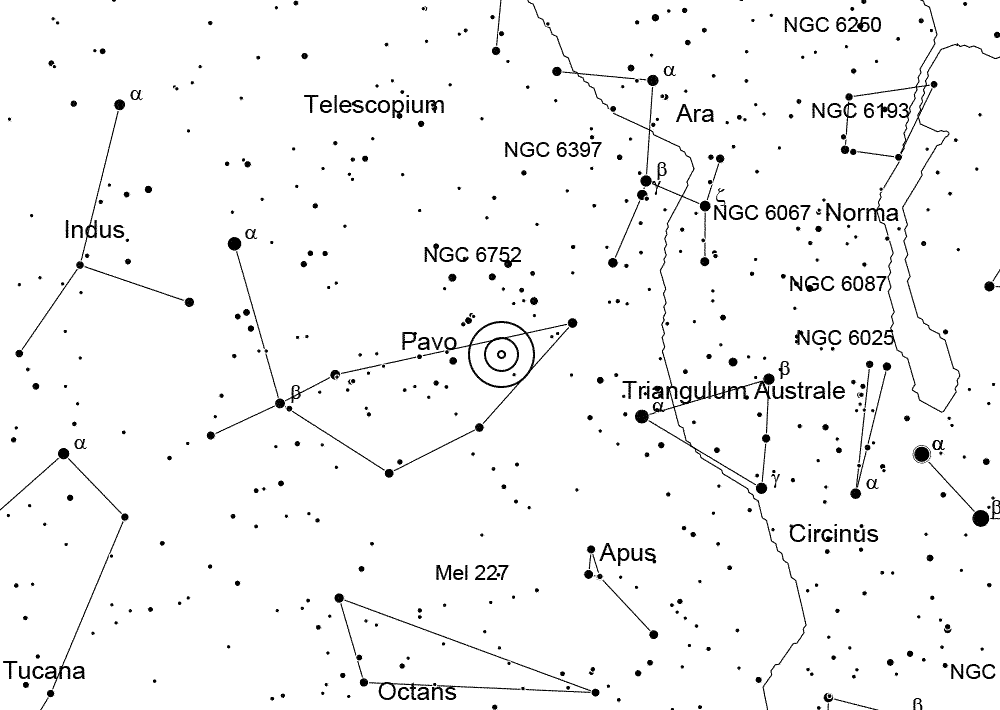 NGC 6250
α
α
Telescopium
Ara
NGC 6193
NGC 6397
β
γ
ζ
NGC 6067
Norma
Indus
α
NGC 6752
NGC 6087
Pavo
NGC 6025
β
Triangulum Australe
α
β
α
α
γ
α
β
Circinus
Apus
Mel 227
Tucana
Octans
NGC
β